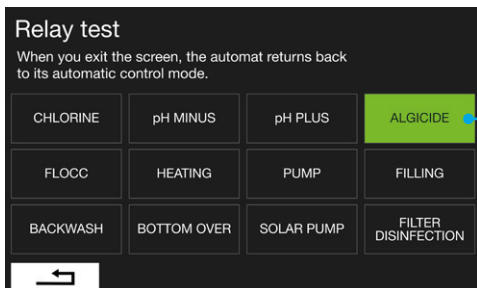 Relay test
When you exit the screen, the automat returns back
to its automatic control mode.
CHLORINE
pH MINUS
pH PLUS
ALGICIDE
FLOCC
HEATING
PUMP
FILLING
BACKWASH
BOTTOM OVER
SOLAR PUMP
FILTER
DISINFECTION